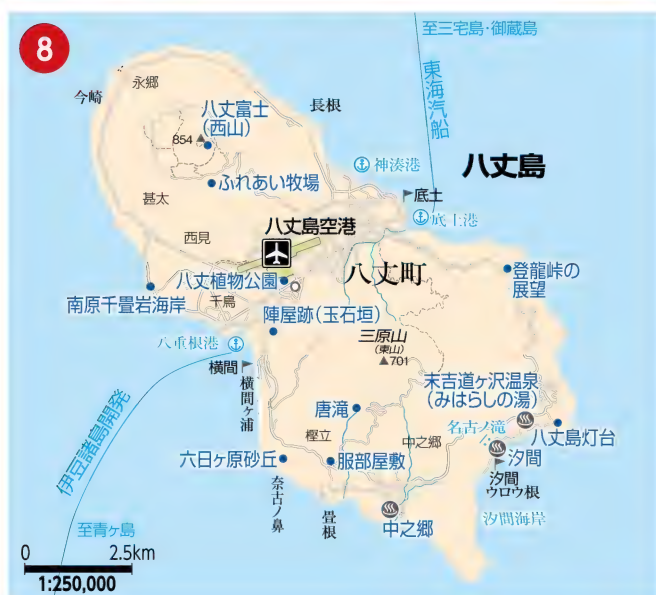 8
至三宅島・御蔵島
東海汽船
永郷
今崎
八丈富士
(西山)
854
長根
神湊港
八丈島
ふれあい牧場
底土
底土港
甚太
西見
八丈島空港
八丈町
登龍峠の
展望
八丈植物公園
千鳥
南原千畳岩海岸
陣屋跡(玉石垣)
三原山
(東山)
701
八重根港
横間
横間ヶ浦
末吉道ヶ沢温泉
(みはらしの湯)
唐滝
名古ノ滝
八丈島灯台
伊豆諸島開発
樫立
中之郷
六日ヶ原砂丘
服部屋敷
汐間
汐間
ウロウ根
奈古ノ鼻
畳根
中之郷
汐間海岸
至青ヶ島
0 2.5km
1:250,000